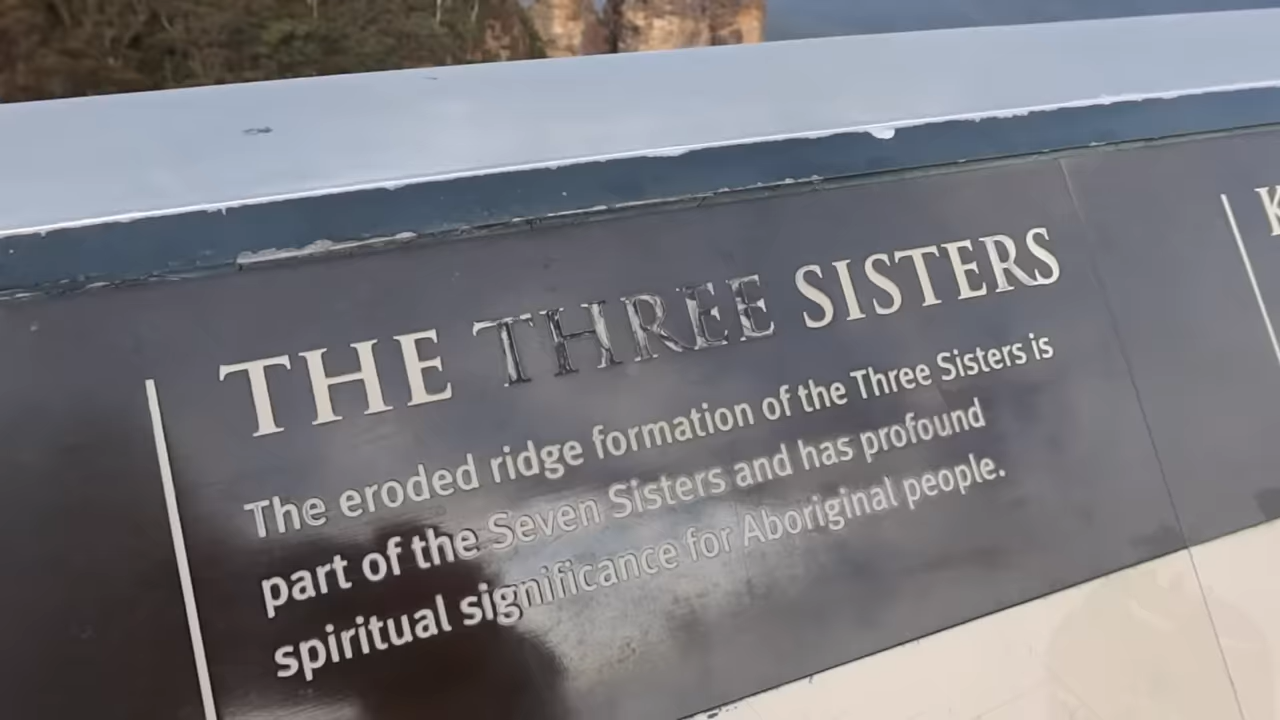 THE THREE SISTERS
The eroded ridge formation of the Three Sisters is
part of the Seven Sisters and has profound
spiritual significance for Aboriginal people.
K